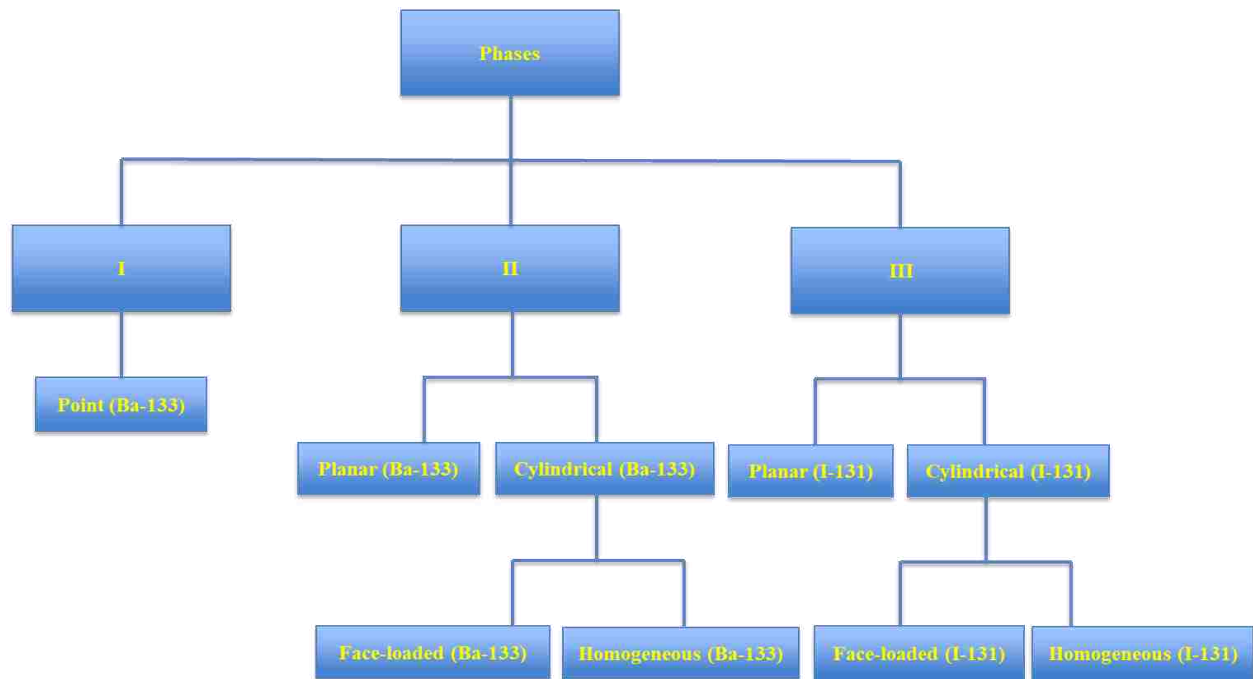 Phases
I
II
III
Point (Ba-133)
Planar (Ba-133)
Cylindrical (Ba-133)
Planar (I-131)
Cylindrical (I-131)
Face-loaded (Ba-133)
Homogeneous (Ba-133)
Face-loaded (I-131)
Homogeneous (I-131)